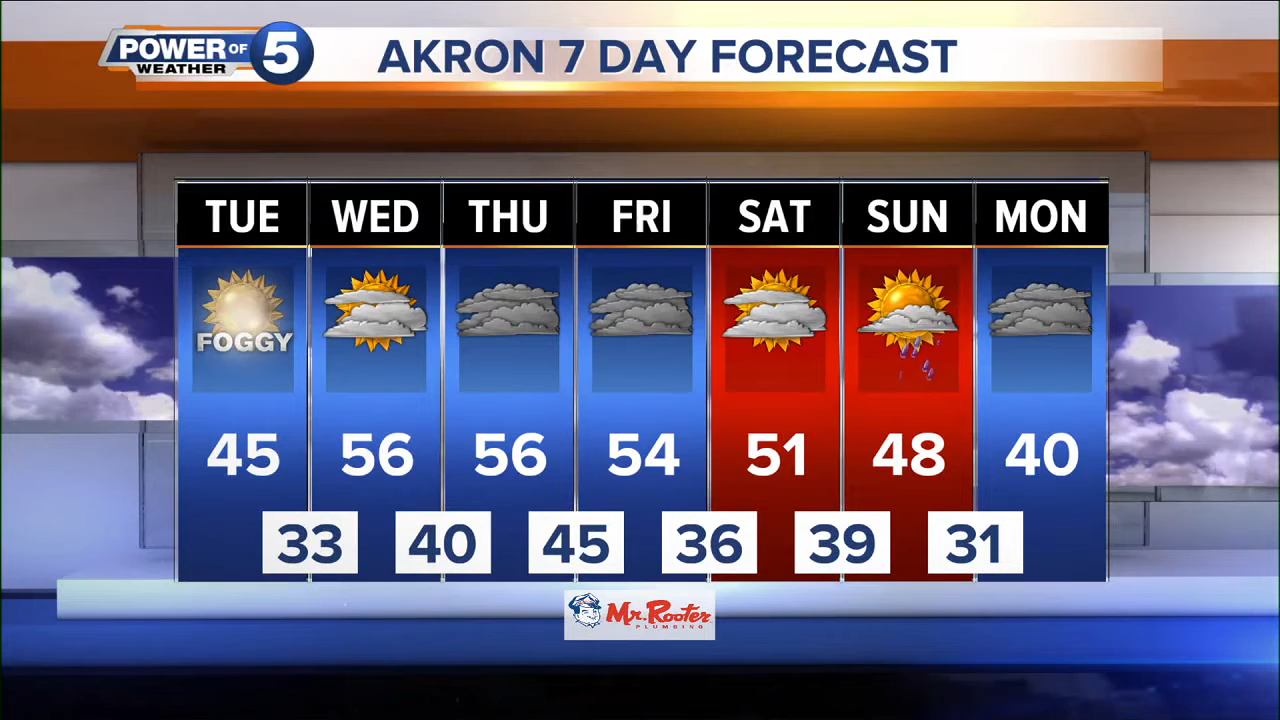 POWER OF 5
WEATHER
AKRON 7 DAY FORECAST
TUE WED THU FRI SAT SUN MON
FOGGY
45 56 56 54 51 48 40
33 40 45 36 39 31
Mr. Rooter
PLUMBING